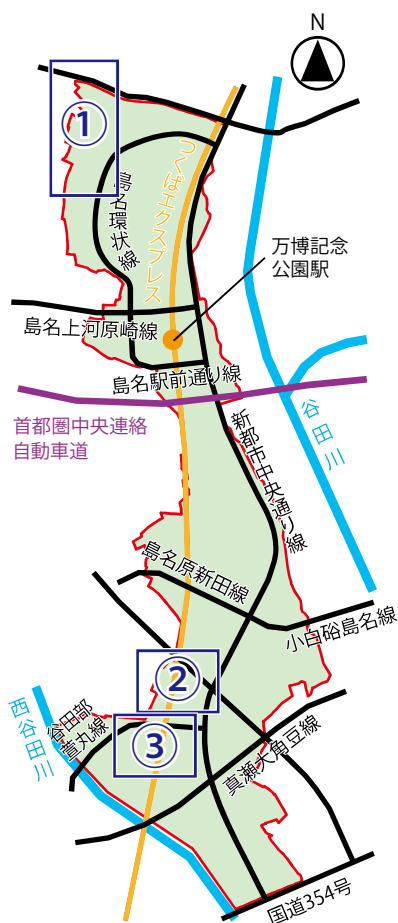 N
①
島名環状線
つくばエクスプレス
万博記念
公園駅
島名上河原崎線
島名駅前通り線
首都圏中央連絡
自動車道
谷田川
新都市中央通り線
島名原新田線
小白硲島名線
②
西谷田川
谷田部
萱丸線
③
真瀬大角豆線
国道354号